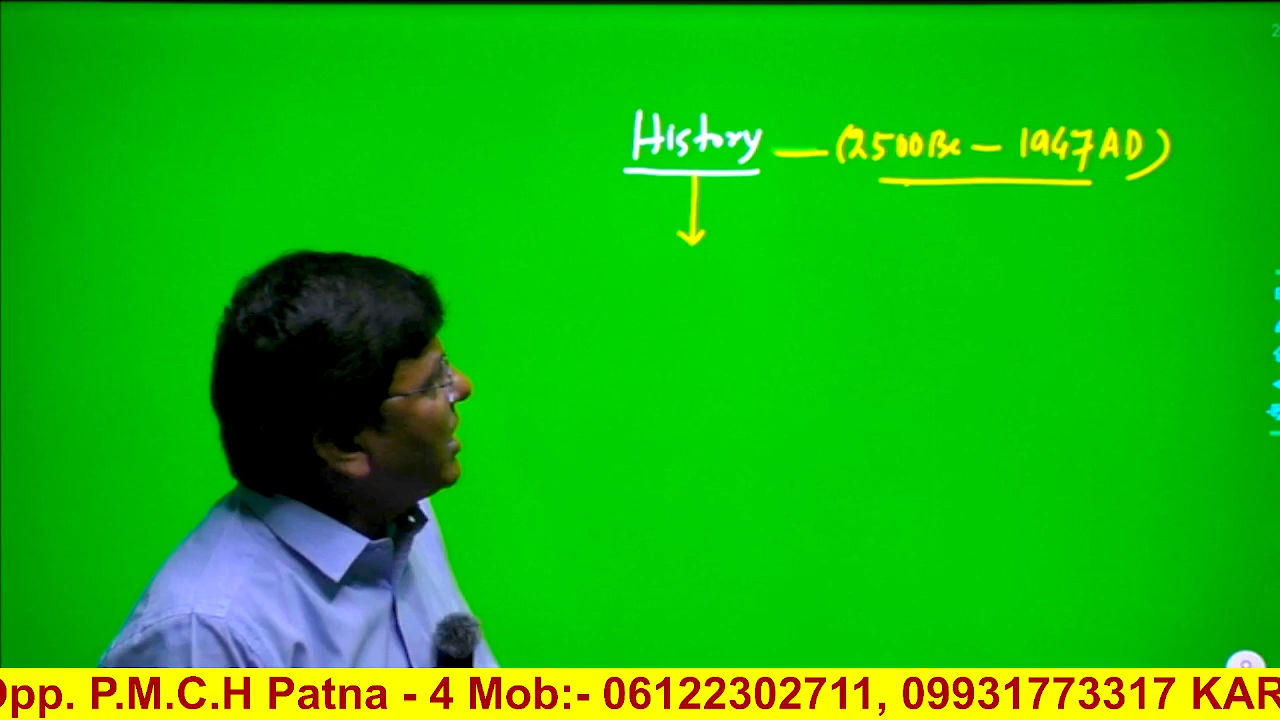 History — (2500 BC — 1947 AD)
Opp. P.M.C.H Patna - 4 Mob:- 06122302711, 09931773317 KAR